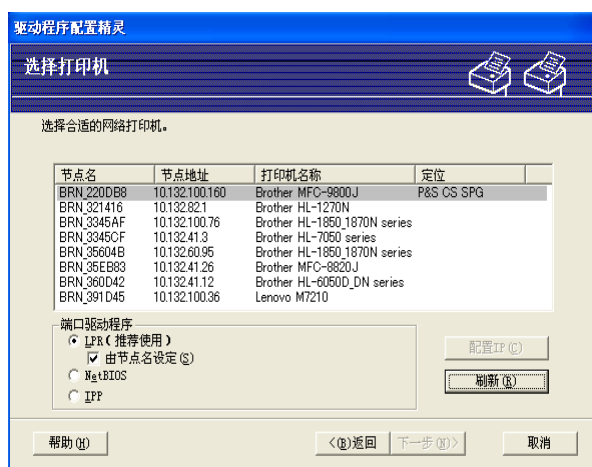 驱动程序配置精灵
选择打印机
选择合适的网络打印机。
节点名 节点地址 打印机名称 定位
BRN_220DB8 10.132.100.160 Brother MFC-9800J P&S CS SPG
BRN_321416 10.132.82.1 Brother HL-1270N
BRN_3345AF 10.132.100.76 Brother HL-1850_1870N series
BRN_3345CF 10.132.41.3 Brother HL-7050 series
BRN_35604B 10.132.60.95 Brother HL-1850_1870N series
BRN_35EB83 10.132.41.26 Brother MFC-8820J
BRN_360D42 10.132.41.12 Brother HL-6050D_DN series
BRN_391D45 10.132.100.36 Lenovo M7210
端口驱动程序
LPR(推荐使用)
由节点名设定(S)
NetBIOS
IPP
配置IP(C)
刷新(R)
帮助(H) <(B)返回 下一步(N)> 取消